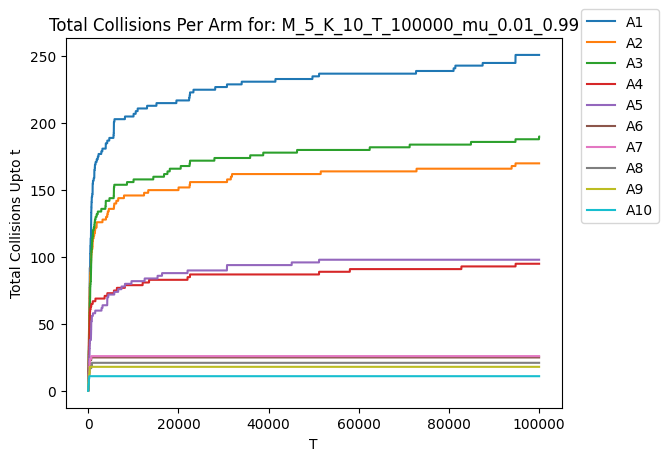 Total Collisions Per Arm for: M_5_K_10_T_100000_mu_0.01_0.99
A1
A2
A3
A4
A5
A6
A7
A8
A9
A10
Total Collisions Upto t
250
200
150
100
50
0
0 20000 40000 60000 80000 100000
T